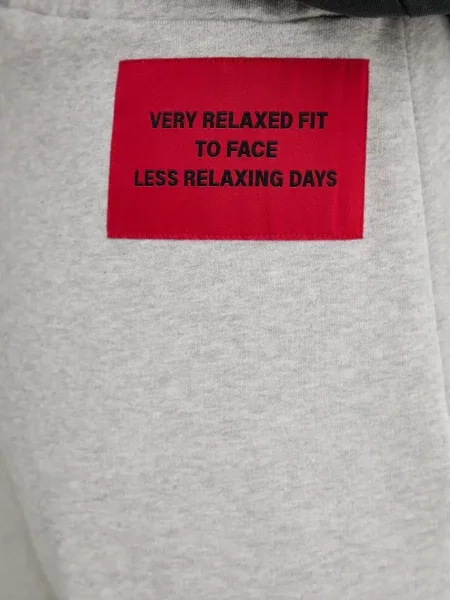 VERY RELAXED FIT
TO FACE
LESS RELAXING DAYS